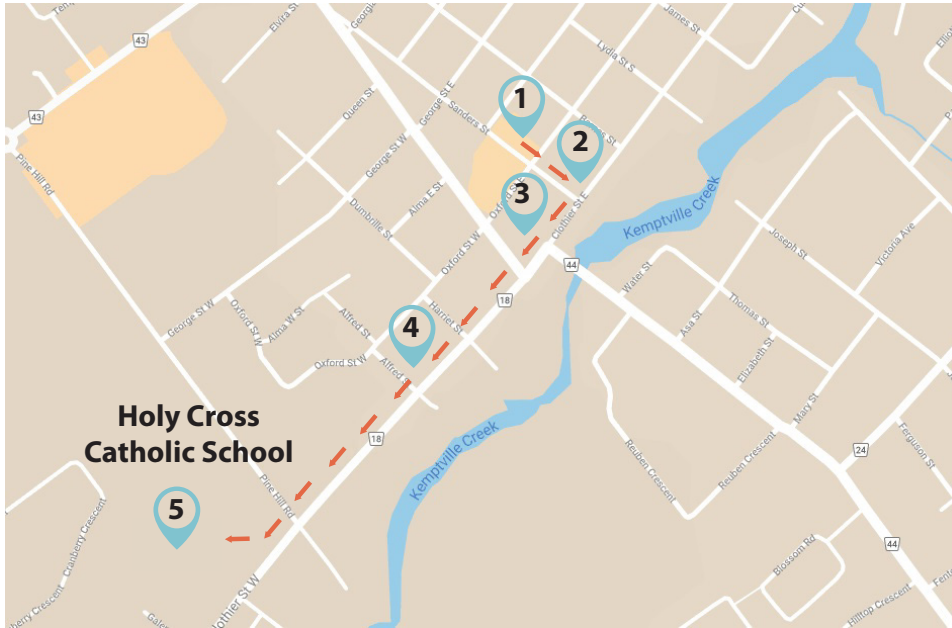 43
Elvira St
George St E
James St
Lydia St S
43
Queen St
Sanders St
George St E
1
2
Pine Hill Rd
George St W
Alma E St
Oxford St E
3
Clothier St E
Kemptville Creek
Victoria Ave
Dumbrille St
Oxford St W
Joseph St
44
Water St
18
George St W
Oxford St W
Alma W St
Alfred St
Harriet St
4
Thomas St
Asa St
Elizabeth St
Oxford St W
Alfred St
Mary St
Holy Cross
Catholic School
18
Kemptville Creek
Reuben Crescent
Reuben Crescent
Ferguson St
24
Pine Hill Rd
5
Cranberry Crescent
44
Blossom Rd
Clothier St W
Hilltop Crescent